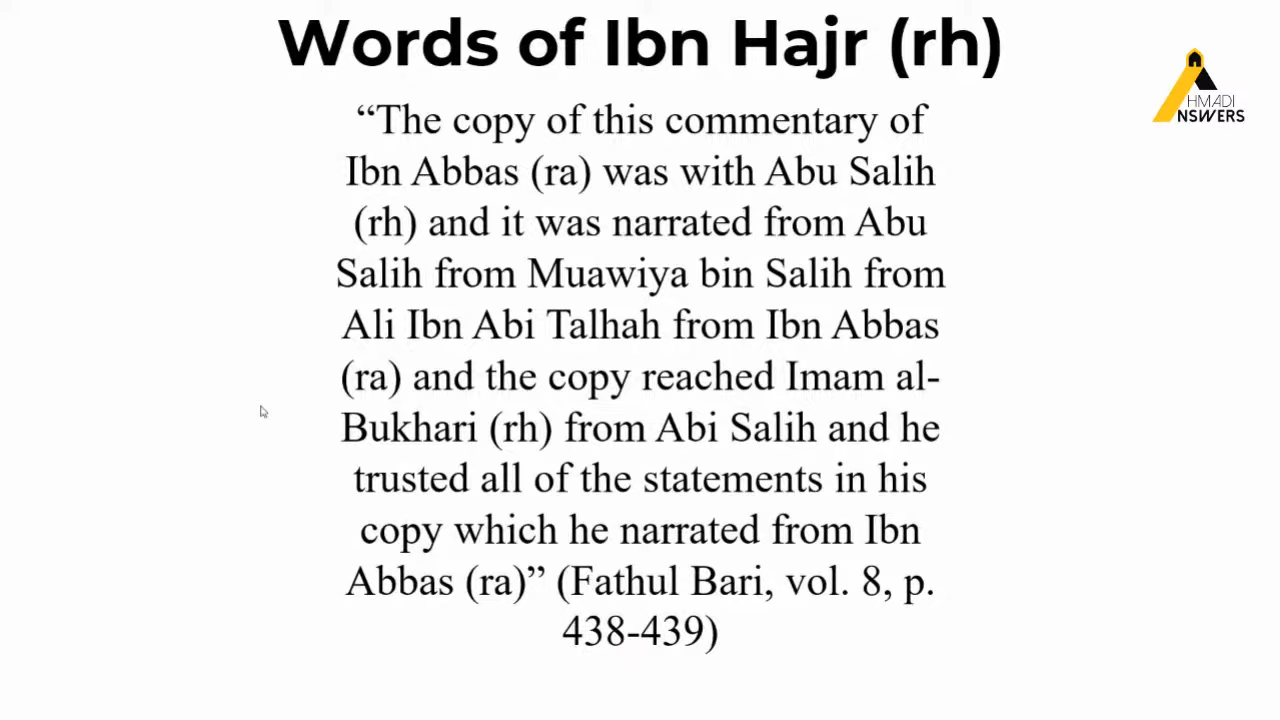 Words of Ibn Hajr (rh)
“The copy of this commentary of
Ibn Abbas (ra) was with Abu Salih
(rh) and it was narrated from Abu
Salih from Muawiya bin Salih from
Ali Ibn Abi Talhah from Ibn Abbas
(ra) and the copy reached Imam al-
Bukhari (rh) from Abi Salih and he
trusted all of the statements in his
copy which he narrated from Ibn
Abbas (ra)” (Fathul Bari, vol. 8, p.
438-439)
AHMADI
ANSWERS